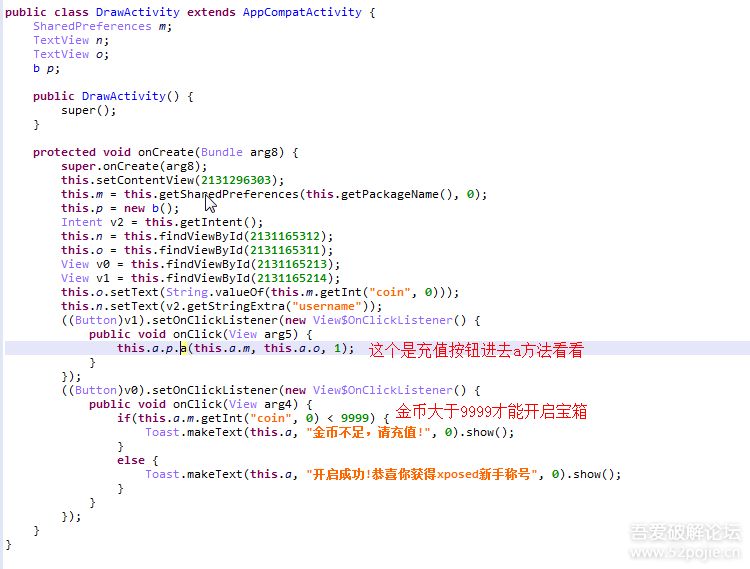 public class DrawActivity extends AppCompatActivity {
    SharedPreferences m;
    TextView n;
    TextView o;
    b p;

    public DrawActivity() {
        super();
    }

    protected void onCreate(Bundle arg8) {
        super.onCreate(arg8);
        this.setContentView(2131296303);
        this.m = this.getSharedPreferences(this.getPackageName(), 0);
        this.p = new b();
        Intent v2 = this.getIntent();
        this.n = this.findViewById(2131165312);
        this.o = this.findViewById(2131165311);
        View v0 = this.findViewById(2131165213);
        View v1 = this.findViewById(2131165214);
        this.o.setText(String.valueOf(this.m.getInt("coin", 0)));
        this.n.setText(v2.getStringExtra("username"));
        ((Button)v1).setOnClickListener(new View$OnClickListener() {
            public void onClick(View arg5) {
                this.a.p.a(this.a.m, this.a.o, 1); 这个是充值按钮进去a方法看看
            }
        });
        ((Button)v0).setOnClickListener(new View$OnClickListener() {
            public void onClick(View arg4) {
                if(this.a.m.getInt("coin", 0) < 9999) { 金币大于9999才能开启宝箱
                    Toast.makeText(this.a, "金币不足，请充值!", 0).show();
                }
                else {
                    Toast.makeText(this.a, "开启成功!恭喜你获得xposed新手称号", 0).show();
                }
            }
        });
    }
}
吾爱破解论坛
www.52pojie.cn